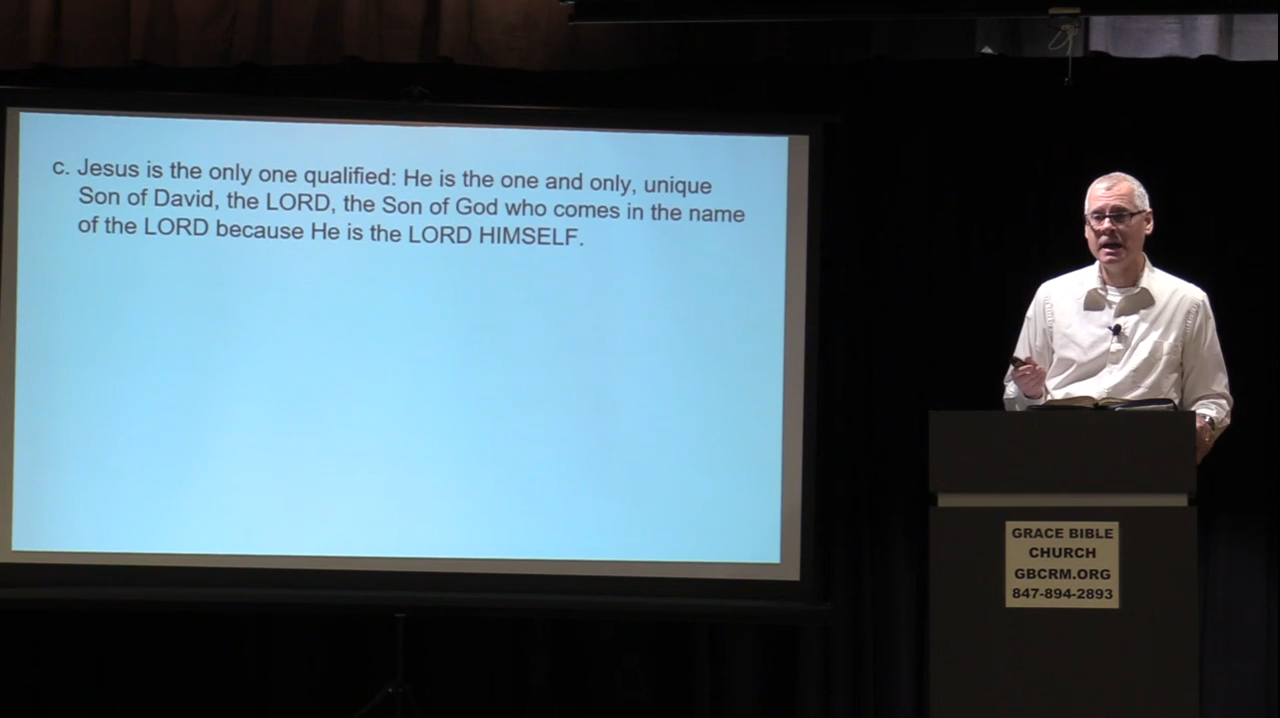 c. Jesus is the only one qualified: He is the one and only, unique
Son of David, the LORD, the Son of God who comes in the name
of the LORD because He is the LORD HIMSELF.
GRACE BIBLE
CHURCH
GBCRM.ORG
847-894-2893